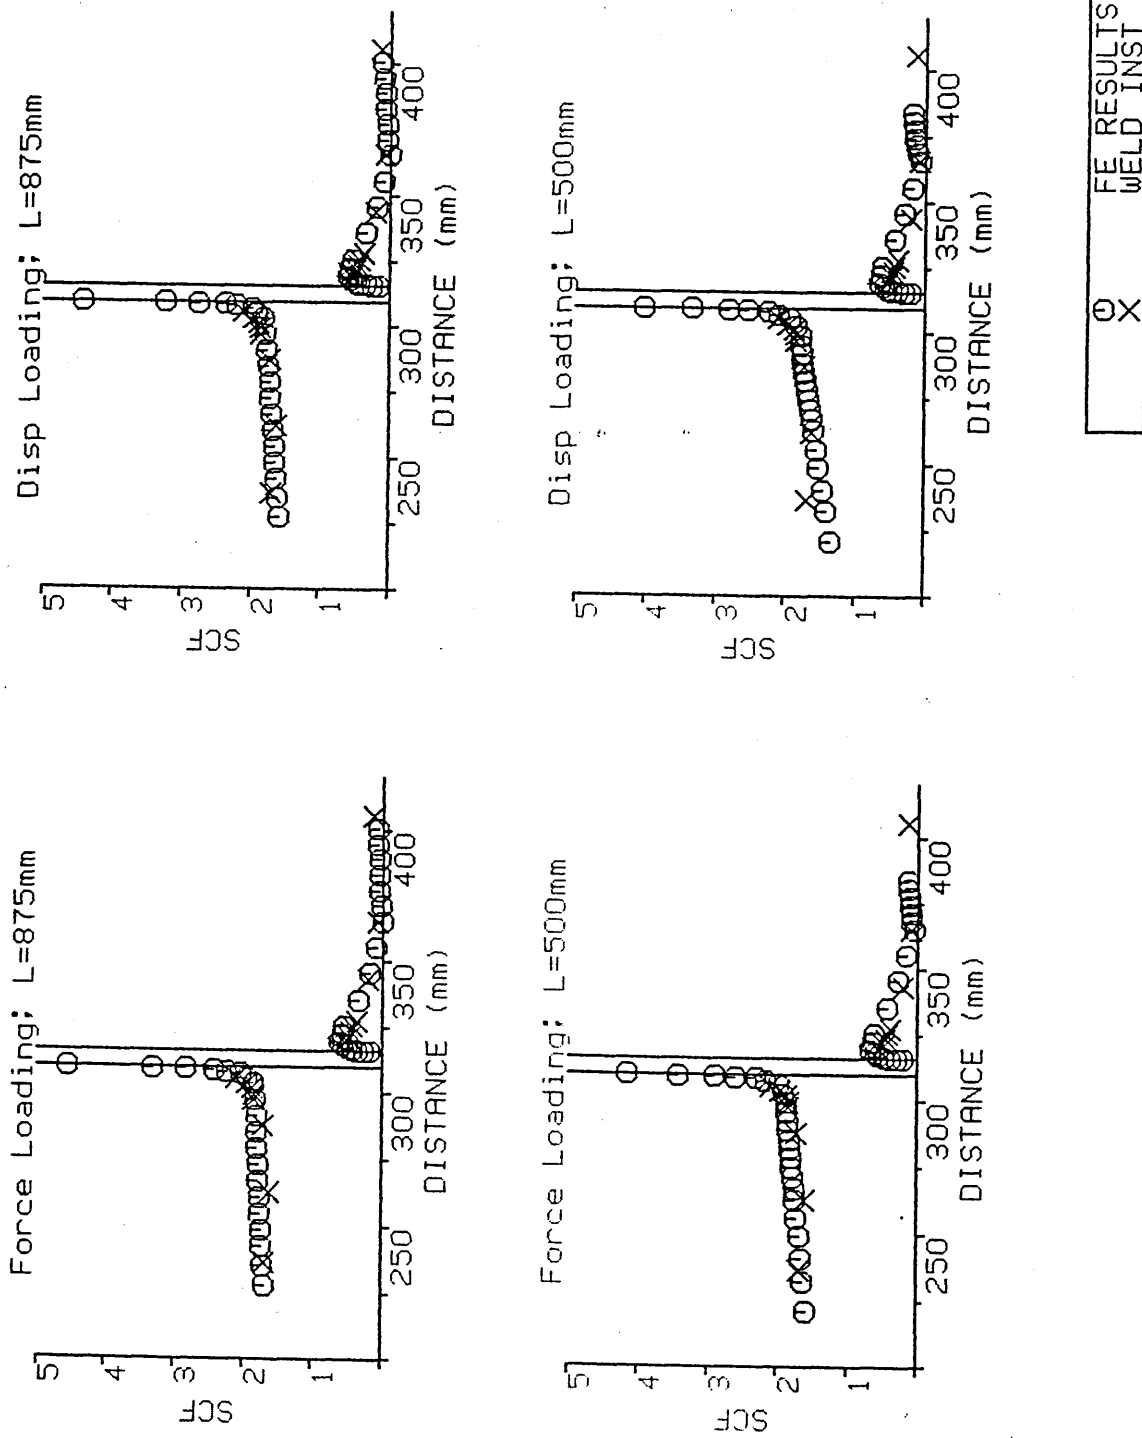 Force Loading; L=875mm
5
4
3
2
1
SCF
250
300
350
400
DISTANCE (mm)
Disp Loading; L=875mm
5
4
3
2
1
SCF
250
300
350
400
DISTANCE (mm)
Force Loading; L=500mm
5
4
3
2
1
SCF
250
300
350
400
DISTANCE (mm)
Disp Loading; L=500mm
5
4
3
2
1
SCF
250
300
350
400
DISTANCE (mm)
FE RESULTS
WELD INST